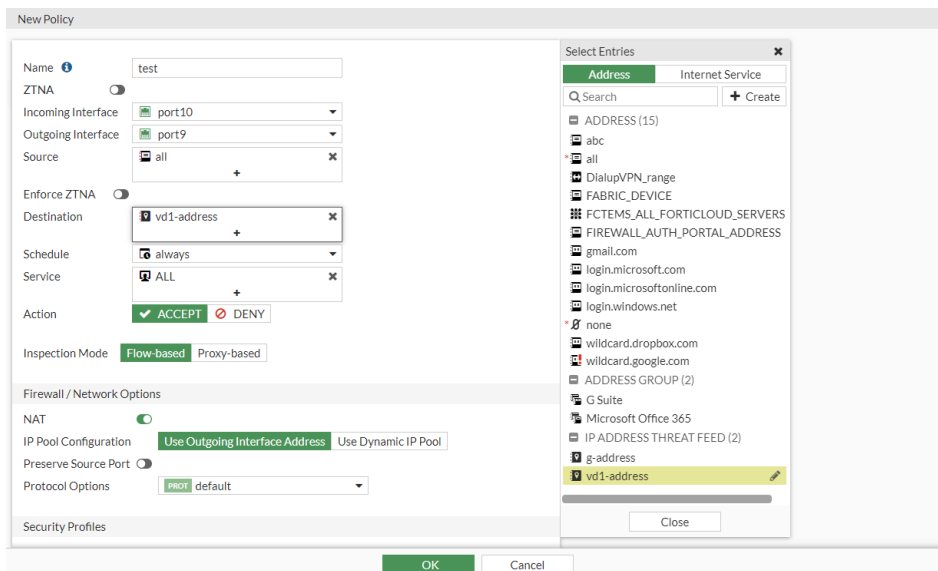 New Policy
Name
test
ZTNA
Incoming Interface
port10
Outgoing Interface
port9
Source
all
+
Enforce ZTNA
Destination
vd1-address
+
Schedule
always
Service
ALL
+
Action
ACCEPT
DENY
Inspection Mode
Flow-based
Proxy-based
Firewall / Network Options
NAT
IP Pool Configuration
Use Outgoing Interface Address
Use Dynamic IP Pool
Preserve Source Port
Protocol Options
PROT default
Security Profiles
OK
Cancel
Select Entries
Address
Internet Service
Search
+ Create
ADDRESS (15)
abc
* all
DialupVPN_range
FABRIC_DEVICE
FCTEMS_ALL_FORTICLOUD_SERVERS
FIREWALL_AUTH_PORTAL_ADDRESS
gmail.com
login.microsoft.com
login.microsoftonline.com
login.windows.net
* none
wildcard.dropbox.com
wildcard.google.com
ADDRESS GROUP (2)
G Suite
Microsoft Office 365
IP ADDRESS THREAT FEED (2)
g-address
vd1-address
Close